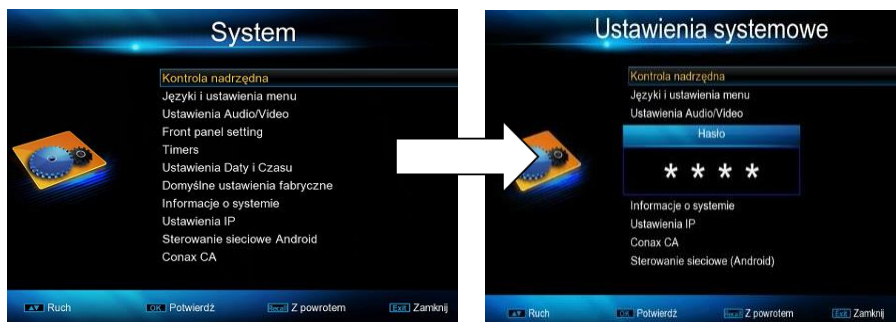 System
Kontrola nadrzędna
Języki i ustawienia menu
Ustawienia Audio/Video
Front panel setting
Timers
Ustawienia Daty i Czasu
Domyślne ustawienia fabryczne
Informacje o systemie
Ustawienia IP
Sterowanie sieciowe Android
Conax CA
▲▼ Ruch OK Potwierdź Recall Z powrotem Exit Zamknij
Ustawienia systemowe
Kontrola nadrzędna
Języki i ustawienia menu
Ustawienia Audio/Video
Hasło
* * * *
Informacje o systemie
Ustawienia IP
Conax CA
Sterowanie sieciowe (Android)
▲▼ Ruch OK Potwierdź Recall Z powrotem Exit Zamknij